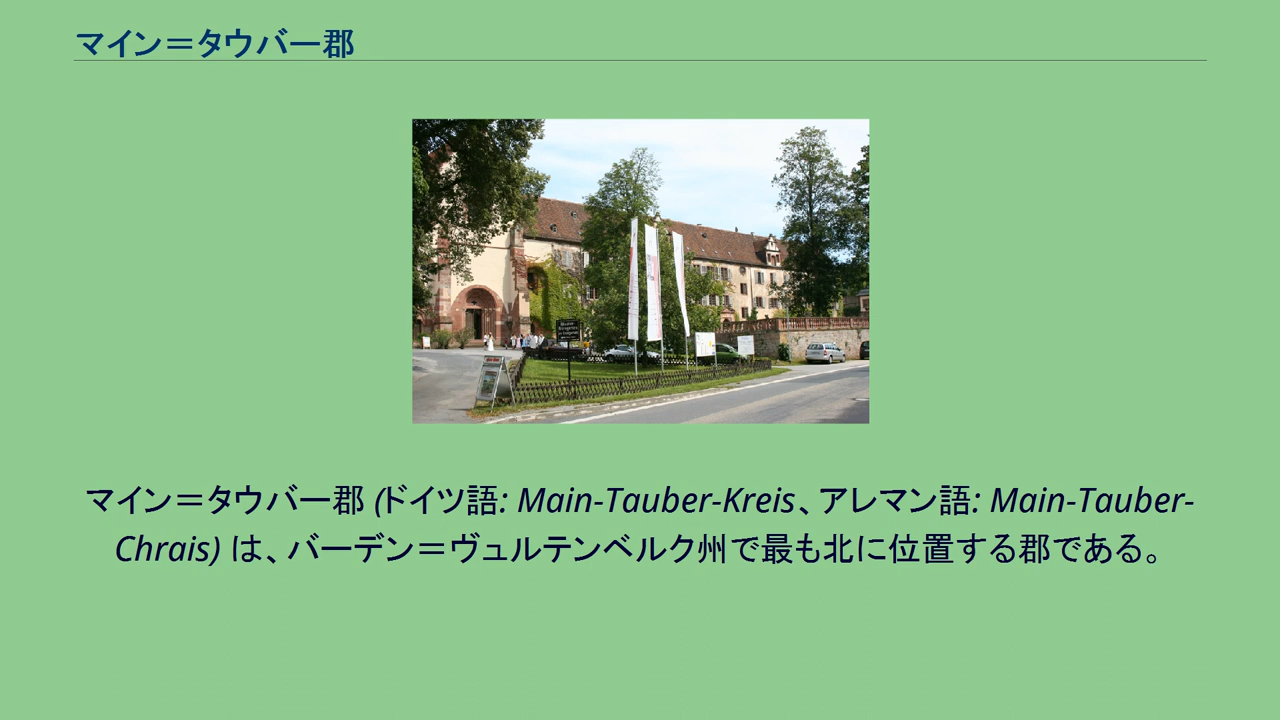 マイン＝タウバー郡
マイン＝タウバー郡 (ドイツ語: Main-Tauber-Kreis、アレマン語: Main-Tauber-
Chrais) は、バーデン＝ヴュルテンベルク州で最も北に位置する郡である。